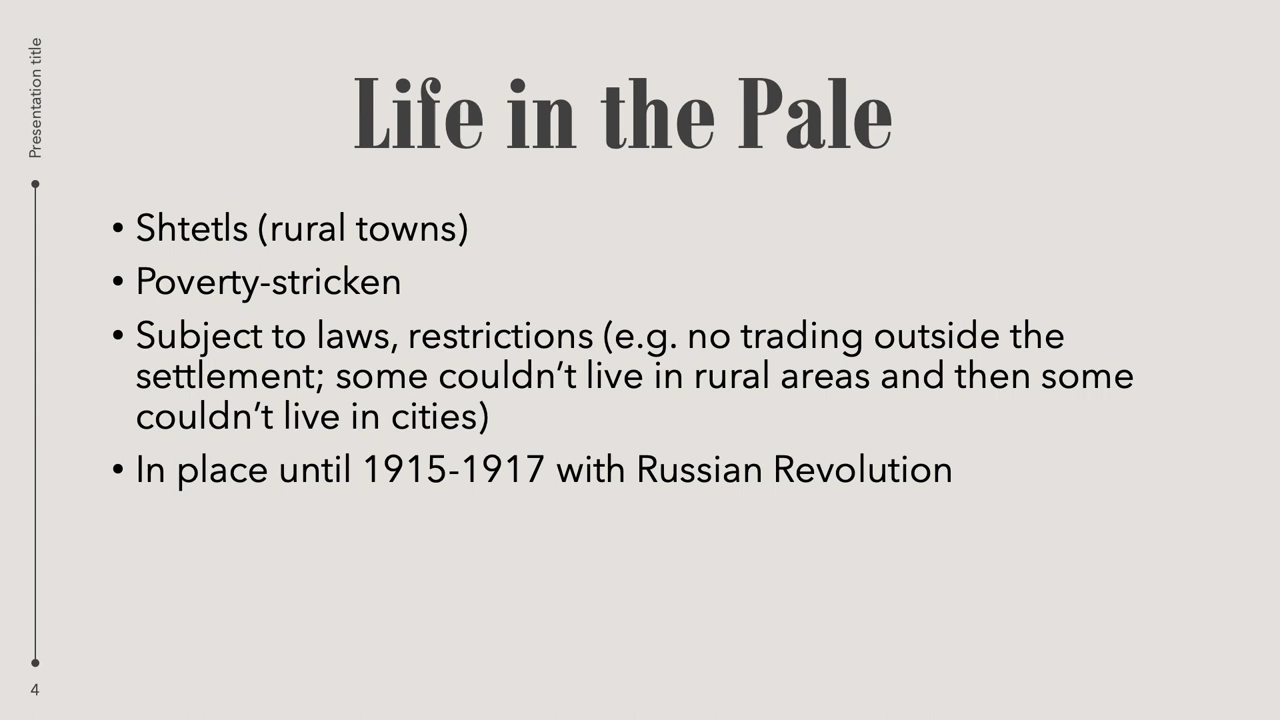 Presentation title
Life in the Pale
• Shtetls (rural towns)
• Poverty-stricken
• Subject to laws, restrictions (e.g. no trading outside the
settlement; some couldn’t live in rural areas and then some
couldn’t live in cities)
• In place until 1915-1917 with Russian Revolution
4